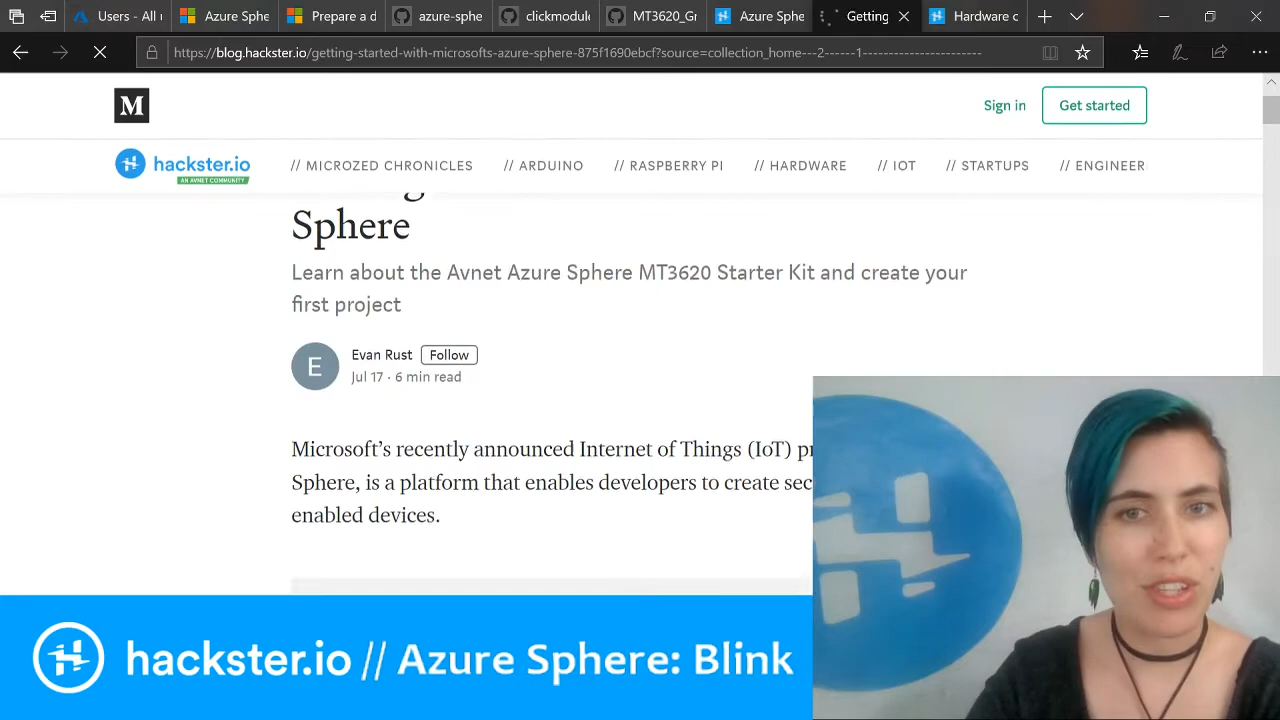 Users - All u
Azure Sphe
Prepare a d
azure-sphe
clickmodul
MT3620_Gr
Azure Sphe
Getting
Hardware c
https://blog.hackster.io/getting-started-with-microsofts-azure-sphere-875f1690ebcf?source=collection_home---2------1-----------------------
M
Sign in
Get started
hackster.io
AN AVNET COMMUNITY
// MICROZED CHRONICLES
// ARDUINO
// RASPBERRY PI
// HARDWARE
// IOT
// STARTUPS
// ENGINEER
Sphere
Learn about the Avnet Azure Sphere MT3620 Starter Kit and create your
first project
E
Evan Rust
Follow
Jul 17 · 6 min read
Microsoft's recently announced Internet of Things (IoT) p
Sphere, is a platform that enables developers to create sec
enabled devices.
hackster.io // Azure Sphere: Blink